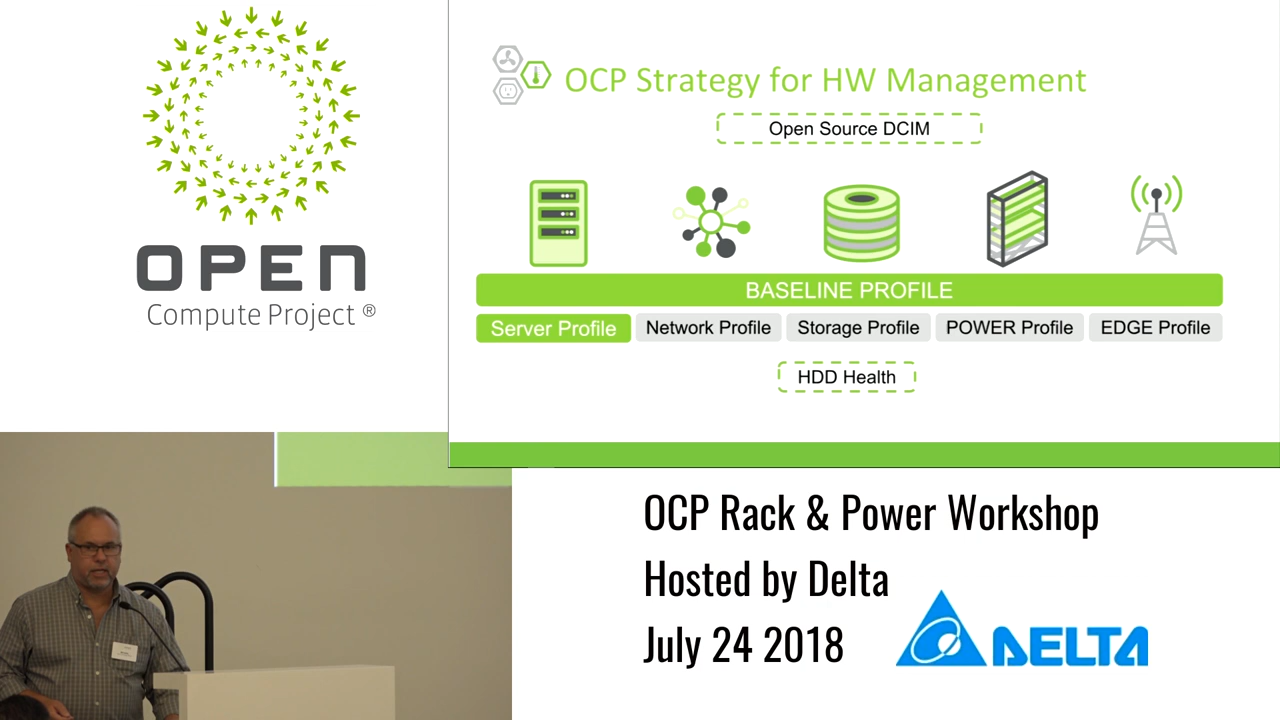 OPEN
Compute Project ®
OCP Strategy for HW Management
Open Source DCIM
BASELINE PROFILE
Server Profile
Network Profile
Storage Profile
POWER Profile
EDGE Profile
HDD Health
OCP Rack & Power Workshop
Hosted by Delta
July 24 2018
DELTA